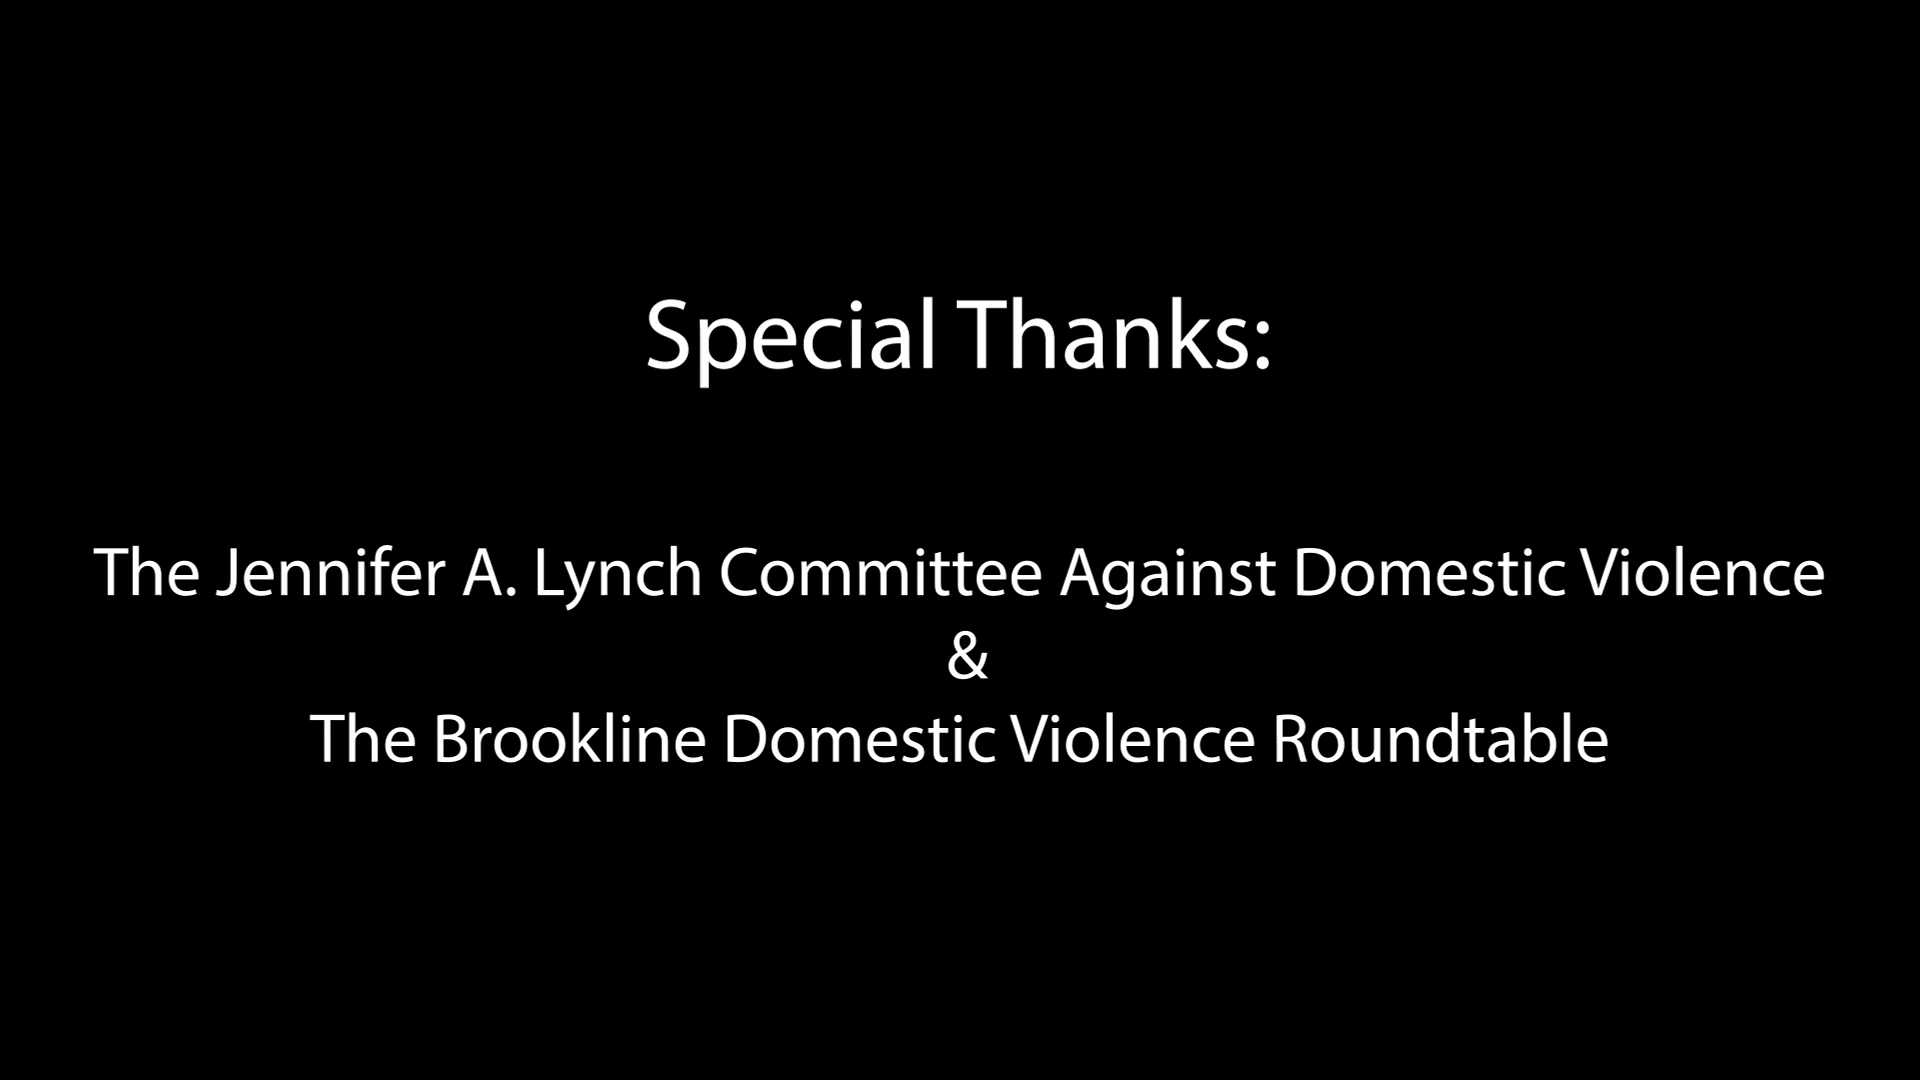 Special Thanks:
The Jennifer A. Lynch Committee Against Domestic Violence
&
The Brookline Domestic Violence Roundtable